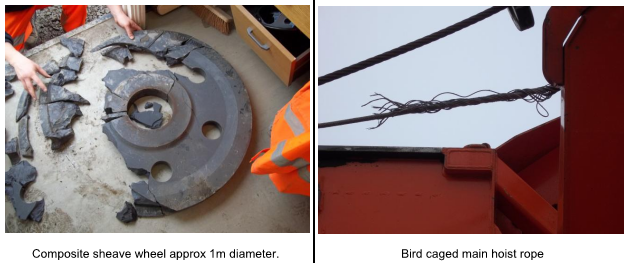 Composite sheave wheel approx 1m diameter.
Bird caged main hoist rope